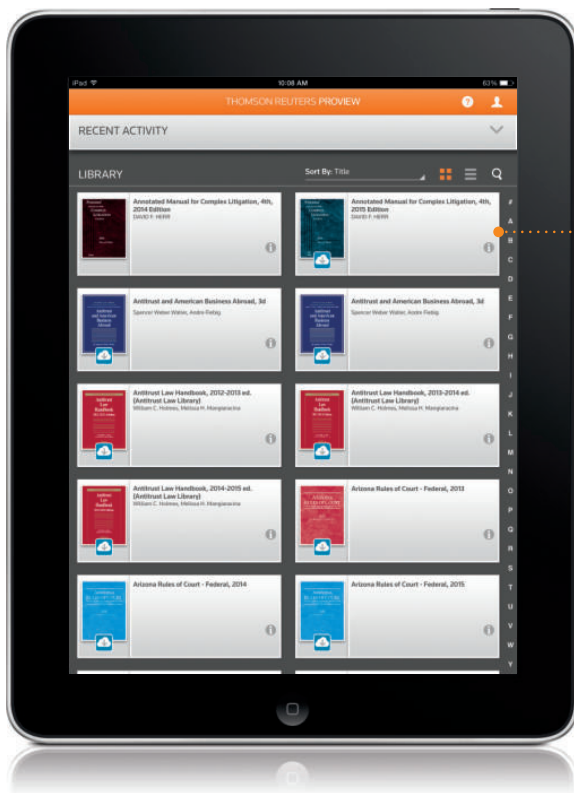 iPad 10:08 AM 63%
THOMSON REUTERS PROVIEW
RECENT ACTIVITY
LIBRARY Sort By: Title
Annotated Manual for Complex Litigation, 4th,
2014 Edition
DAVID F. HERR
Annotated Manual for Complex Litigation, 4th,
2015 Edition
DAVID F. HERR
Antitrust and American Business Abroad, 3d
Spencer Weber Waller, Andre Fiebig
Antitrust and American Business Abroad, 3d
Spencer Weber Waller, Andre Fiebig
Antitrust Law Handbook, 2012-2013 ed.
(Antitrust Law Library)
William C. Holmes, Melissa H. Mangiaracina
Antitrust Law Handbook, 2013-2014 ed.
(Antitrust Law Library)
William C. Holmes, Melissa H. Mangiaracina
Antitrust Law Handbook, 2014-2015 ed.
(Antitrust Law Library)
William C. Holmes, Melissa H. Mangiaracina
Arizona Rules of Court - Federal, 2013
Arizona Rules of Court - Federal, 2014
Arizona Rules of Court - Federal, 2015
#
A
B
C
D
E
F
G
H
I
J
K
L
M
N
O
P
Q
R
S
T
U
V
W
Y